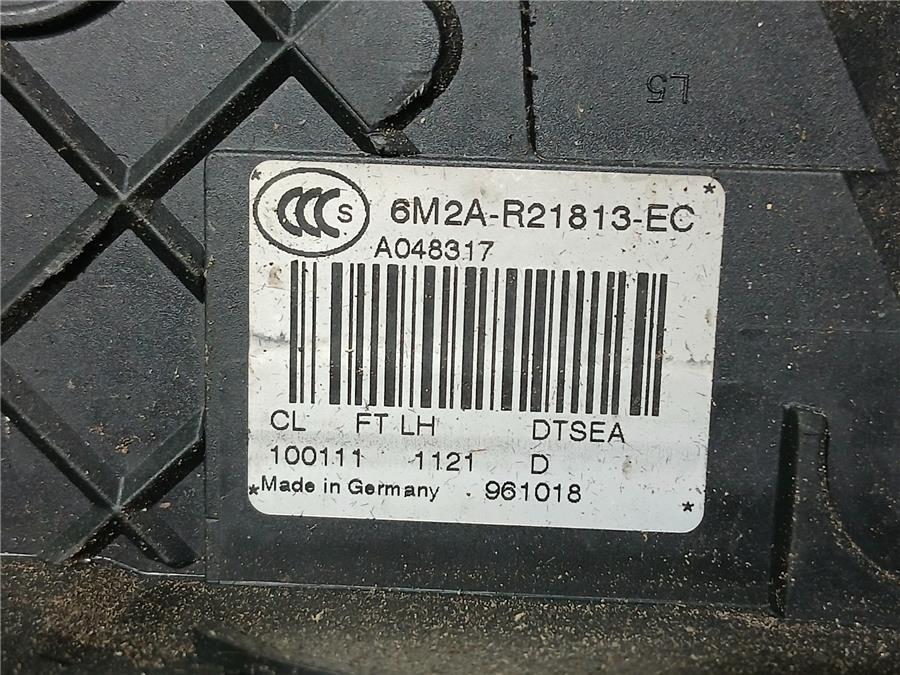 L5
CCC S 6M2A-R21813-EC
A048317
CL FT LH DTSEA
100111 1121 D
*Made in Germany 961018